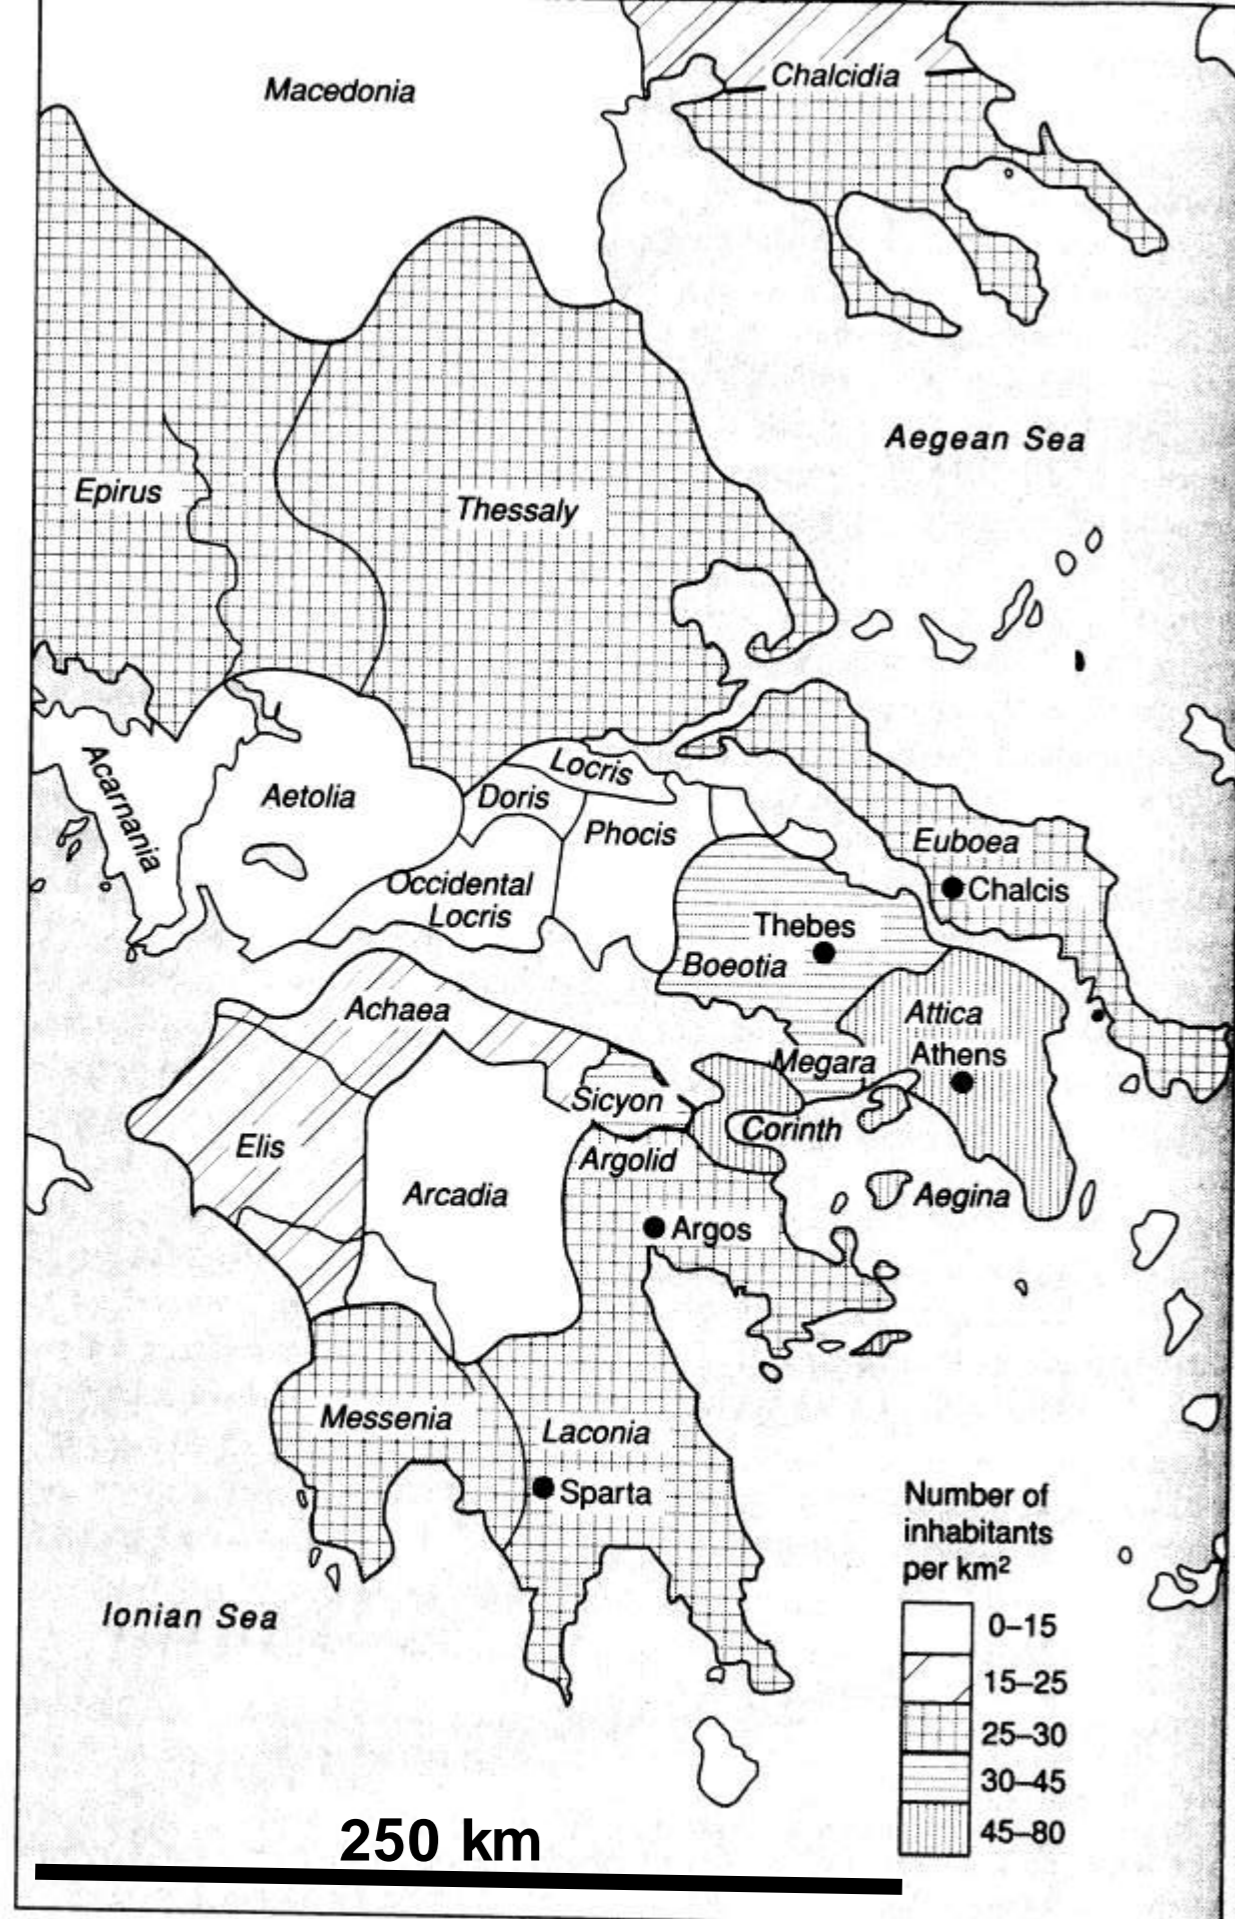 Macedonia
Chalcidia
Aegean Sea
Epirus
Thessaly
Locris
Acarnania
Aetolia
Doris
Phocis
Euboea
Occidental
Locris
Chalcis
Thebes
Boeotia
Achaea
Attica
Megara
Athens
Sicyon
Corinth
Elis
Argolid
Arcadia
Aegina
Argos
Messenia
Laconia
Sparta
Ionian Sea
Number of
inhabitants
per km²
0–15
15–25
25–30
30–45
45–80
250 km